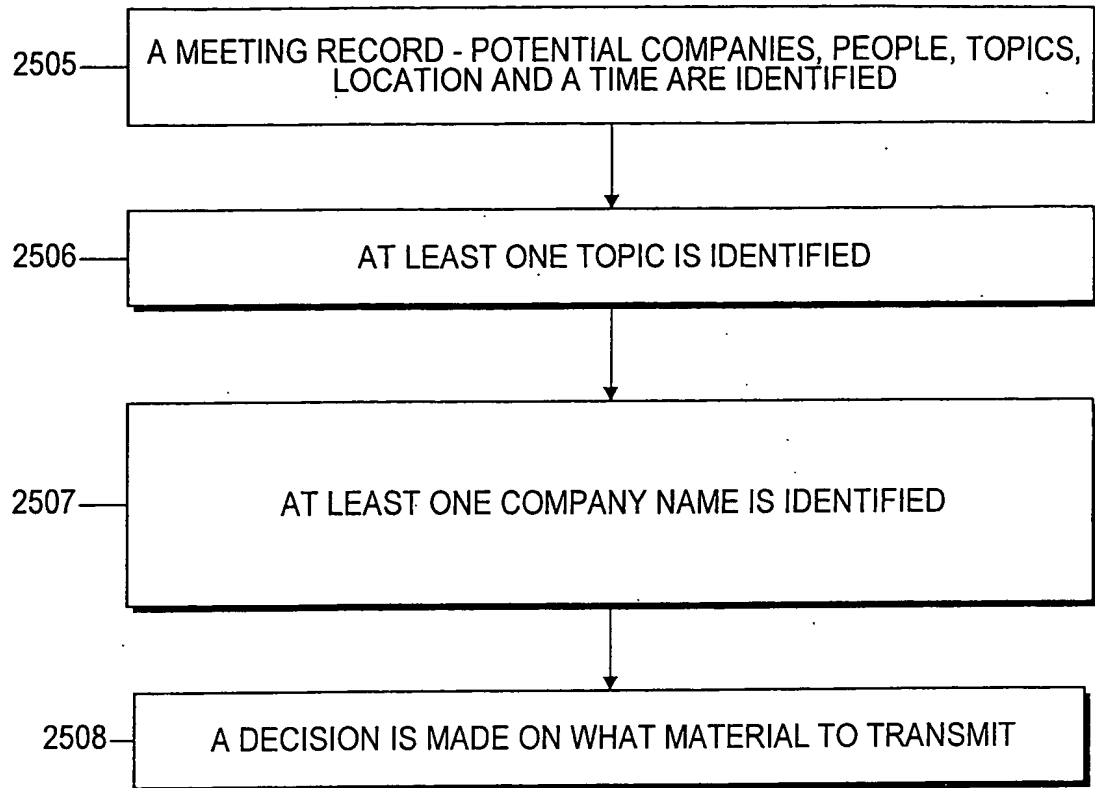 2505
A MEETING RECORD - POTENTIAL COMPANIES, PEOPLE, TOPICS,
LOCATION AND A TIME ARE IDENTIFIED
2506
AT LEAST ONE TOPIC IS IDENTIFIED
2507
AT LEAST ONE COMPANY NAME IS IDENTIFIED
2508
A DECISION IS MADE ON WHAT MATERIAL TO TRANSMIT